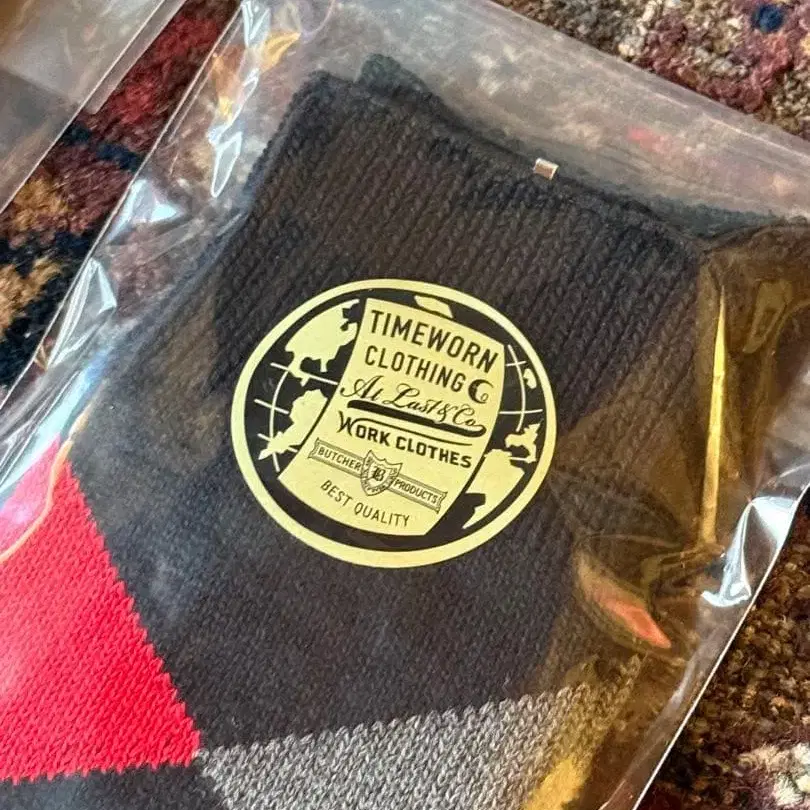 TIMEWORN
CLOTHING
At Last & Co
WORK CLOTHES
BUTCHER B PRODUCTS
BEST QUALITY